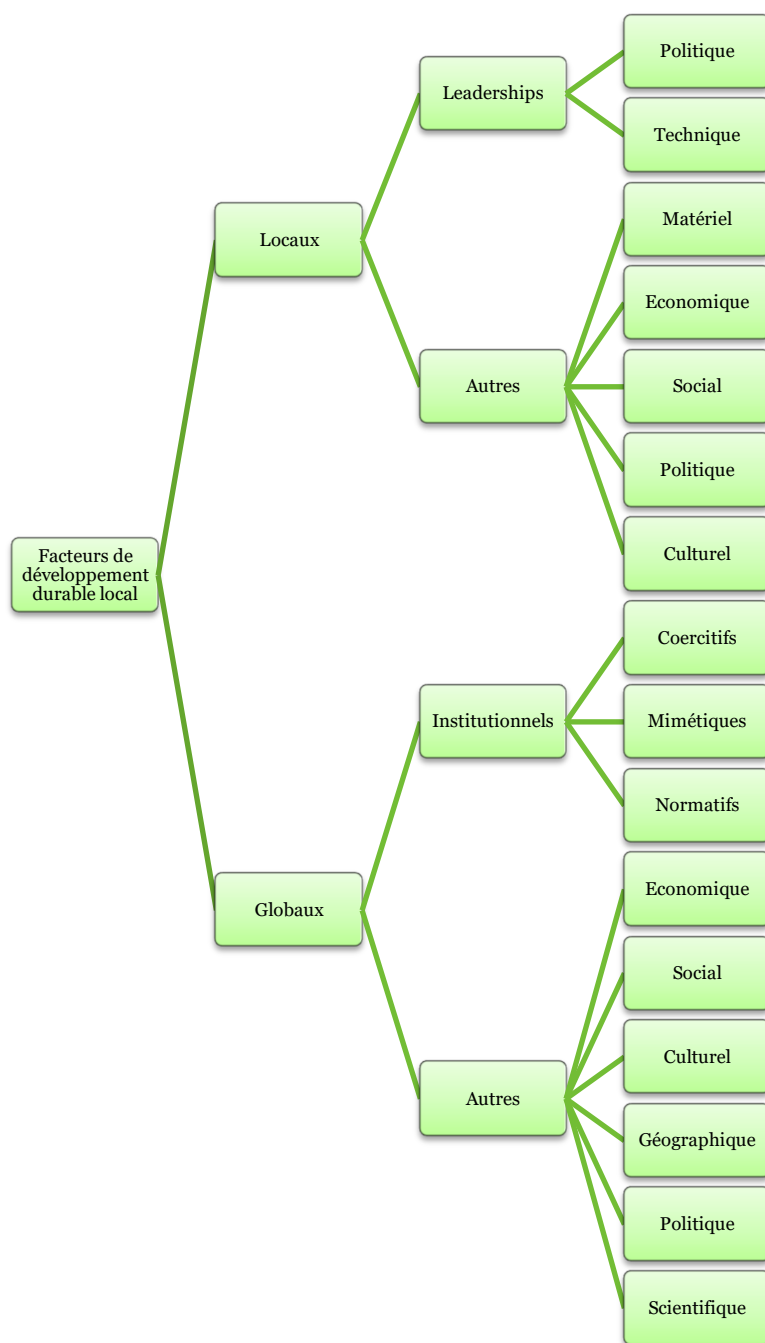 Politique
Leaderships
Technique
Matériel
Locaux
Economique
Autres
Social
Politique
Culturel
Facteurs de
développement
durable local
Coercitifs
Institutionnels
Mimétiques
Normatifs
Economique
Globaux
Social
Culturel
Autres
Géographique
Politique
Scientifique